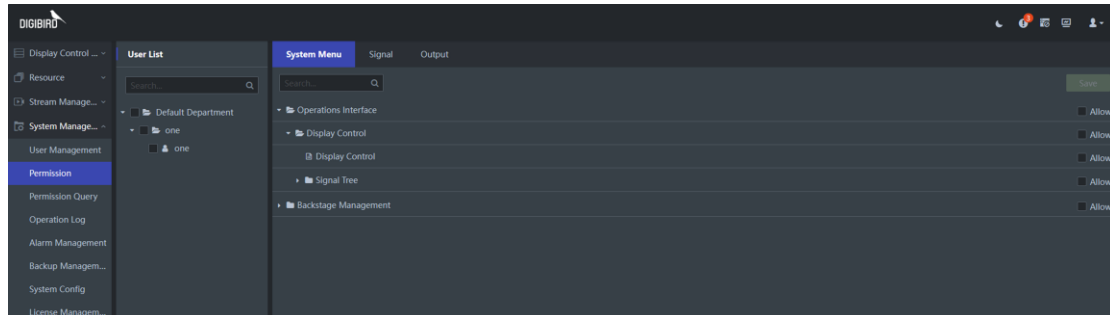 DIGIBIRD
3
Display Control ...
Resource
Stream Manage...
System Manage...
User Management
Permission
Permission Query
Operation Log
Alarm Management
Backup Managem...
System Config
License Managem...
User List
Search...
Default Department
one
one
System Menu Signal Output
Search...
Save
Operations Interface Allow
Display Control Allow
Display Control Allow
Signal Tree Allow
Backstage Management Allow